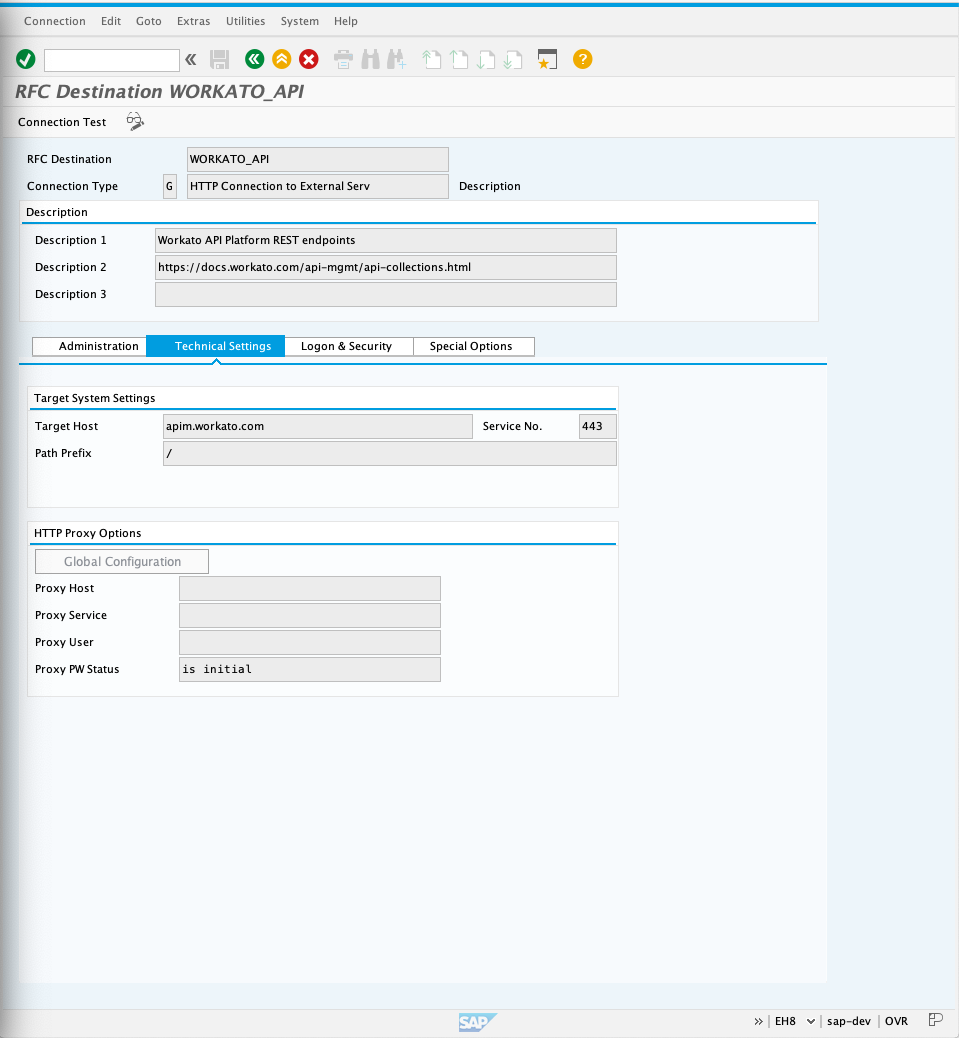 Connection Edit Goto Extras Utilities System Help
RFC Destination WORKATO_API
Connection Test
RFC Destination WORKATO_API
Connection Type G HTTP Connection to External Serv Description
Description
Description 1 Workato API Platform REST endpoints
Description 2 https://docs.workato.com/api-mgmt/api-collections.html
Description 3
Administration Technical Settings Logon & Security Special Options
Target System Settings
Target Host apim.workato.com Service No. 443
Path Prefix /
HTTP Proxy Options
Global Configuration
Proxy Host
Proxy Service
Proxy User
Proxy PW Status is initial
SAP EH8 sap-dev OVR